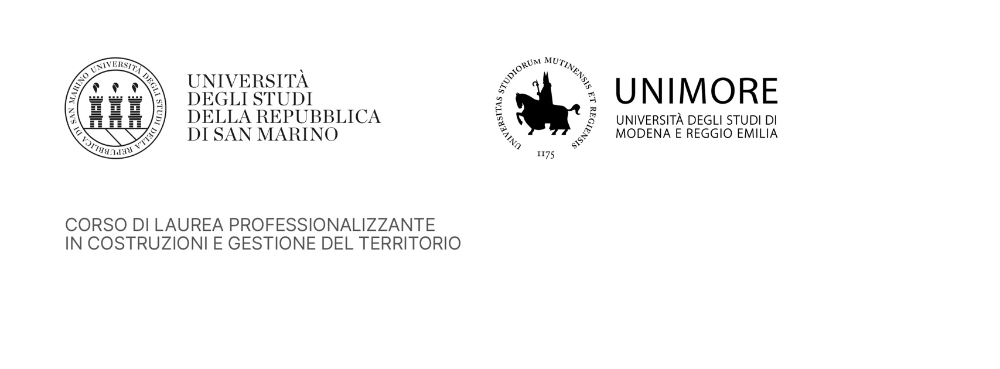 UNIVERSITÀ DEGLI STUDI DELLA REPUBBLICA DI SAN MARINO
UNIVERSITÀ
DEGLI STUDI
DELLA REPUBBLICA
DI SAN MARINO
UNIVERSITAS STUDIORUM MUTINENSIS ET REGIENSIS
1175
UNIMORE
UNIVERSITÀ DEGLI STUDI DI
MODENA E REGGIO EMILIA
CORSO DI LAUREA PROFESSIONALIZZANTE
IN COSTRUZIONI E GESTIONE DEL TERRITORIO